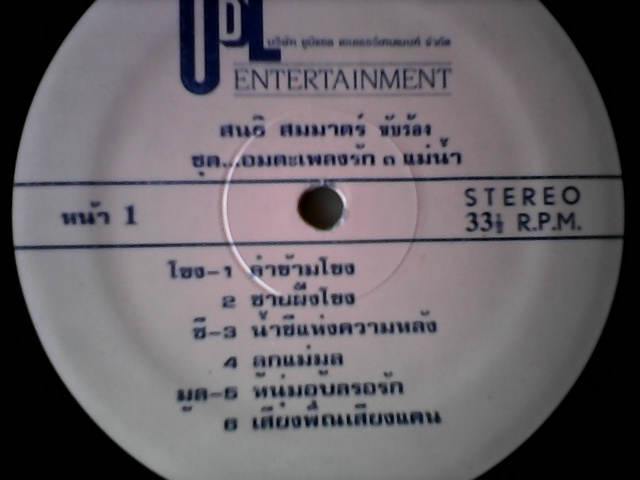 UDL
บริษัท ยูนีแอล เอนเตอร์เทนเมนท์ จำกัด
ENTERTAINMENT
สนธิ สมมาตร์ ขับร้อง
ชุด...อมตะเพลงรัก ๓ แม่น้ำ
หน้า 1
STEREO
33⅓ R.P.M.
โขง-1 ลำข้ามโขง
2 ชายฝั่งโขง
ชี-3 น้ำชีแห่งความหลัง
4 ลูกแม่มูล
มูล-5 หนุ่มอุบลรอรัก
6 เสียงพิณเสียงแคน